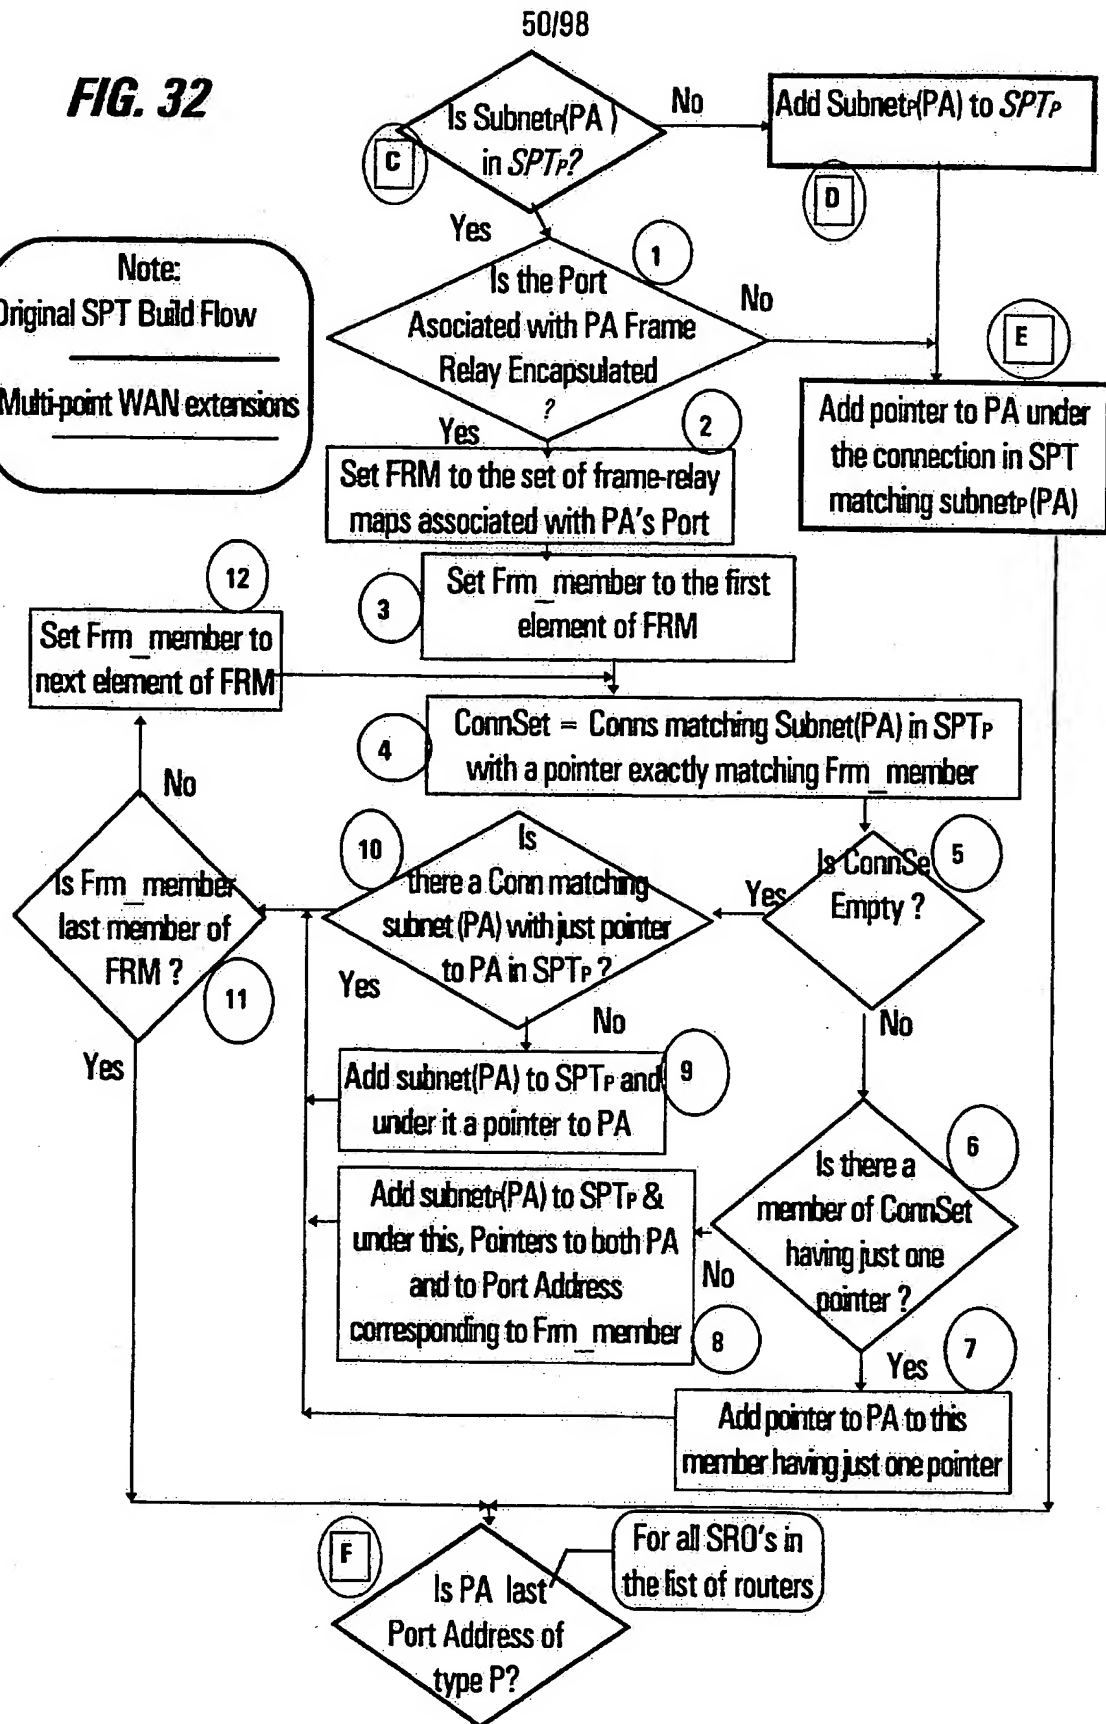 50/98
FIG. 32
Is SubnetP(PA)
in SPTP?
C
No
Add SubnetP(PA) to SPTP
D
Yes
Note:
Original SPT Build Flow
Multi-point WAN extensions
1
Is the Port
Asociated with PA Frame
Relay Encapsulated
?
No
E
Add pointer to PA under
the connection in SPT
matching subnetP(PA)
Yes
2
Set FRM to the set of frame-relay
maps associated with PA's Port
12
Set Frm_member to
next element of FRM
3
Set Frm_member to the first
element of FRM
4
ConnSet = Conns matching Subnet(PA) in SPTP
with a pointer exactly matching Frm_member
No
Is Frm_member
last member of
FRM ?
11
Yes
10
Is
there a Conn matching
subnet (PA) with just pointer
to PA in SPTP ?
Yes
No
Yes
Is ConnSe
Empty ?
5
No
Add subnet(PA) to SPTP and
under it a pointer to PA
9
6
Is there a
member of ConnSet
having just one
pointer ?
No
Add subnetP(PA) to SPTP &
under this, Pointers to both PA
and to Port Address
corresponding to Frm_member
8
Yes
7
Add pointer to PA to this
member having just one pointer
F
Is PA last
Port Address of
type P?
For all SRO's in
the list of routers